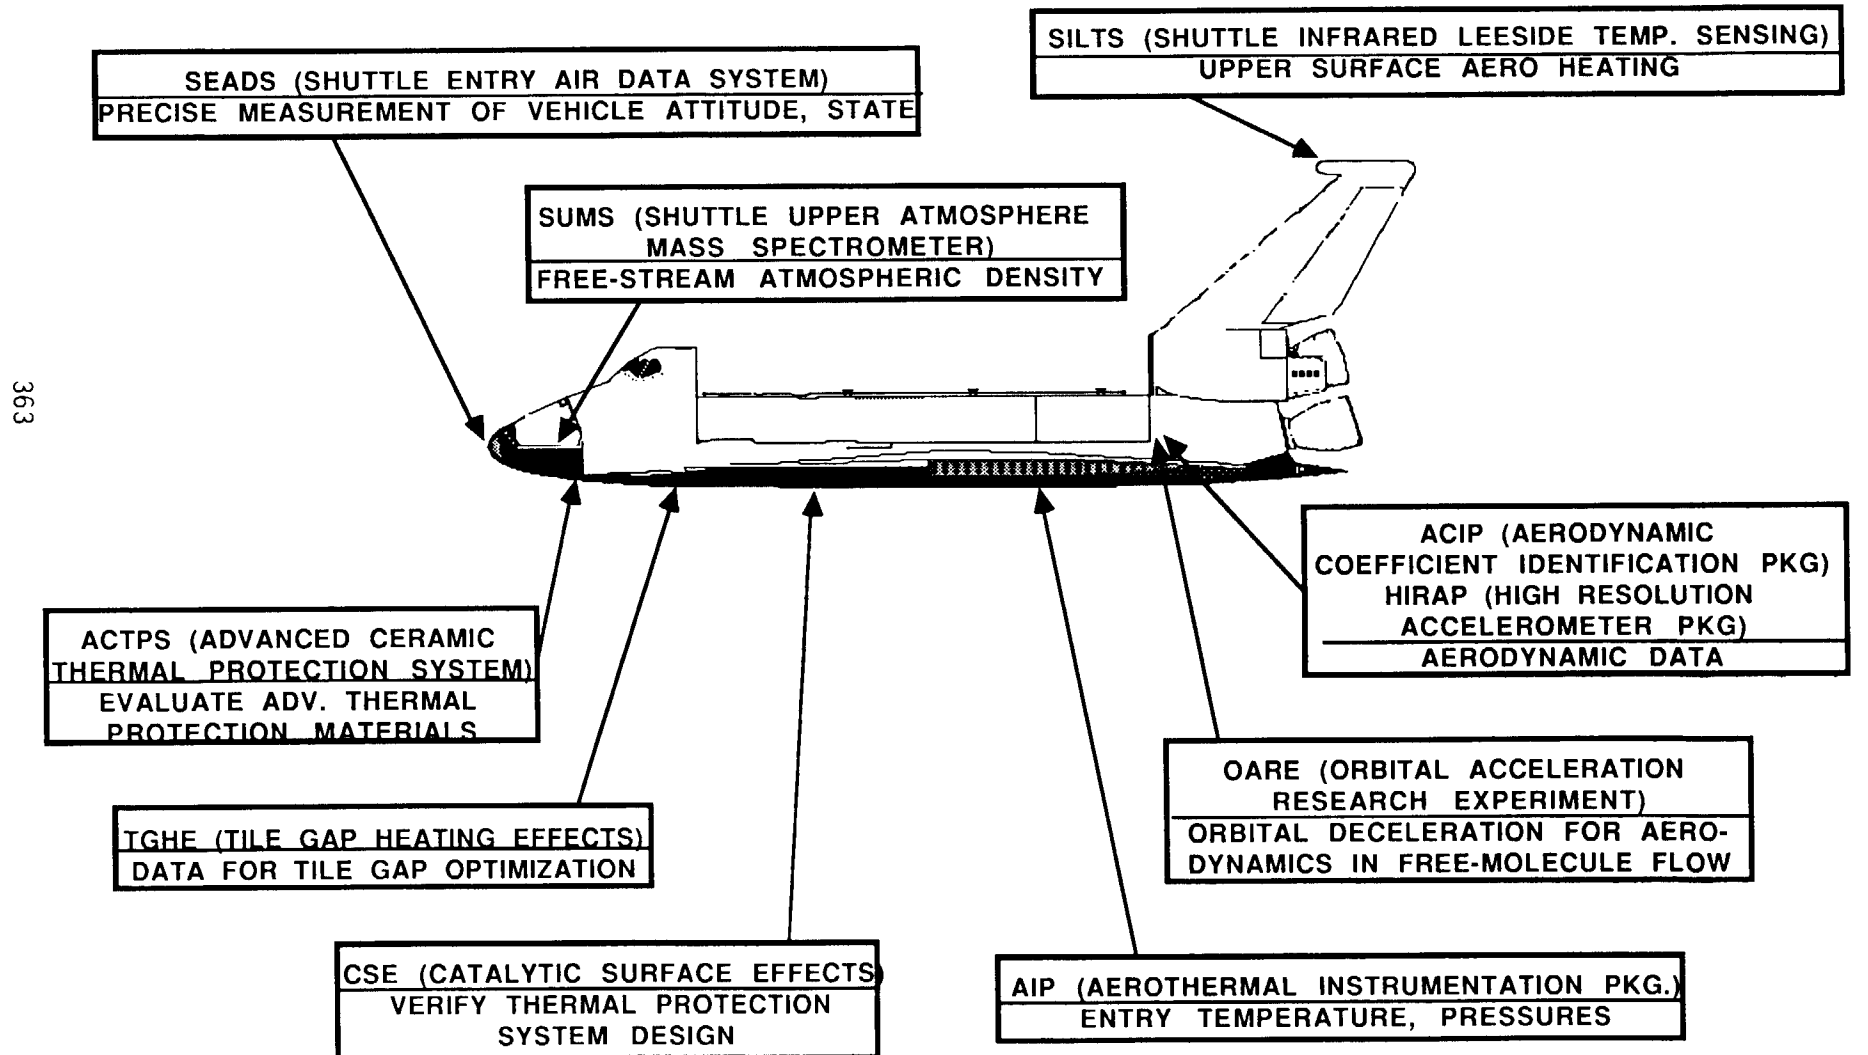 SILTS (SHUTTLE INFRARED LEESIDE TEMP. SENSING)
UPPER SURFACE AERO HEATING
SEADS (SHUTTLE ENTRY AIR DATA SYSTEM)
PRECISE MEASUREMENT OF VEHICLE ATTITUDE, STATE
SUMS (SHUTTLE UPPER ATMOSPHERE
MASS SPECTROMETER)
FREE-STREAM ATMOSPHERIC DENSITY
363
ACIP (AERODYNAMIC
COEFFICIENT IDENTIFICATION PKG)
HIRAP (HIGH RESOLUTION
ACCELEROMETER PKG)
AERODYNAMIC DATA
ACTPS (ADVANCED CERAMIC
THERMAL PROTECTION SYSTEM)
EVALUATE ADV. THERMAL
PROTECTION MATERIALS
OARE (ORBITAL ACCELERATION
RESEARCH EXPERIMENT)
ORBITAL DECELERATION FOR AERO-
DYNAMICS IN FREE-MOLECULE FLOW
TGHE (TILE GAP HEATING EFFECTS)
DATA FOR TILE GAP OPTIMIZATION
CSE (CATALYTIC SURFACE EFFECTS)
VERIFY THERMAL PROTECTION
SYSTEM DESIGN
AIP (AEROTHERMAL INSTRUMENTATION PKG.)
ENTRY TEMPERATURE, PRESSURES